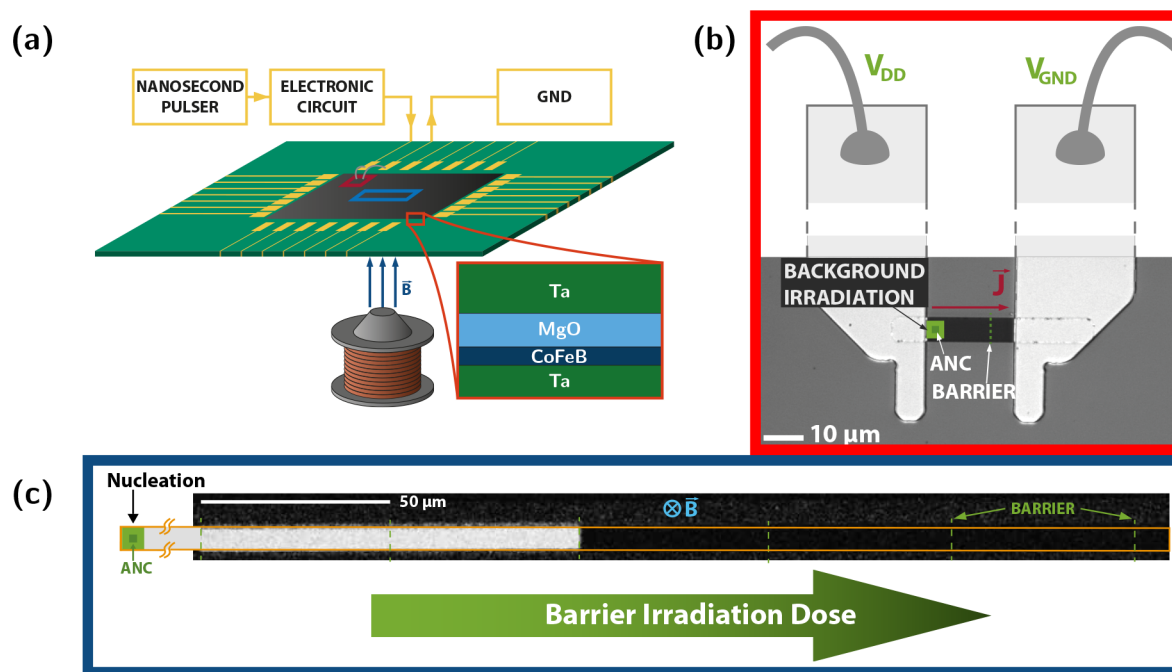 (a)
NANOSECOND
PULSER
ELECTRONIC
CIRCUIT
GND
B
Ta
MgO
CoFeB
Ta
(b)
VDD
VGND
BACKGROUND
IRRADIATION
J
ANC
BARRIER
10 µm
(c)
Nucleation
50 µm
⊗ B
BARRIER
ANC
Barrier Irradiation Dose